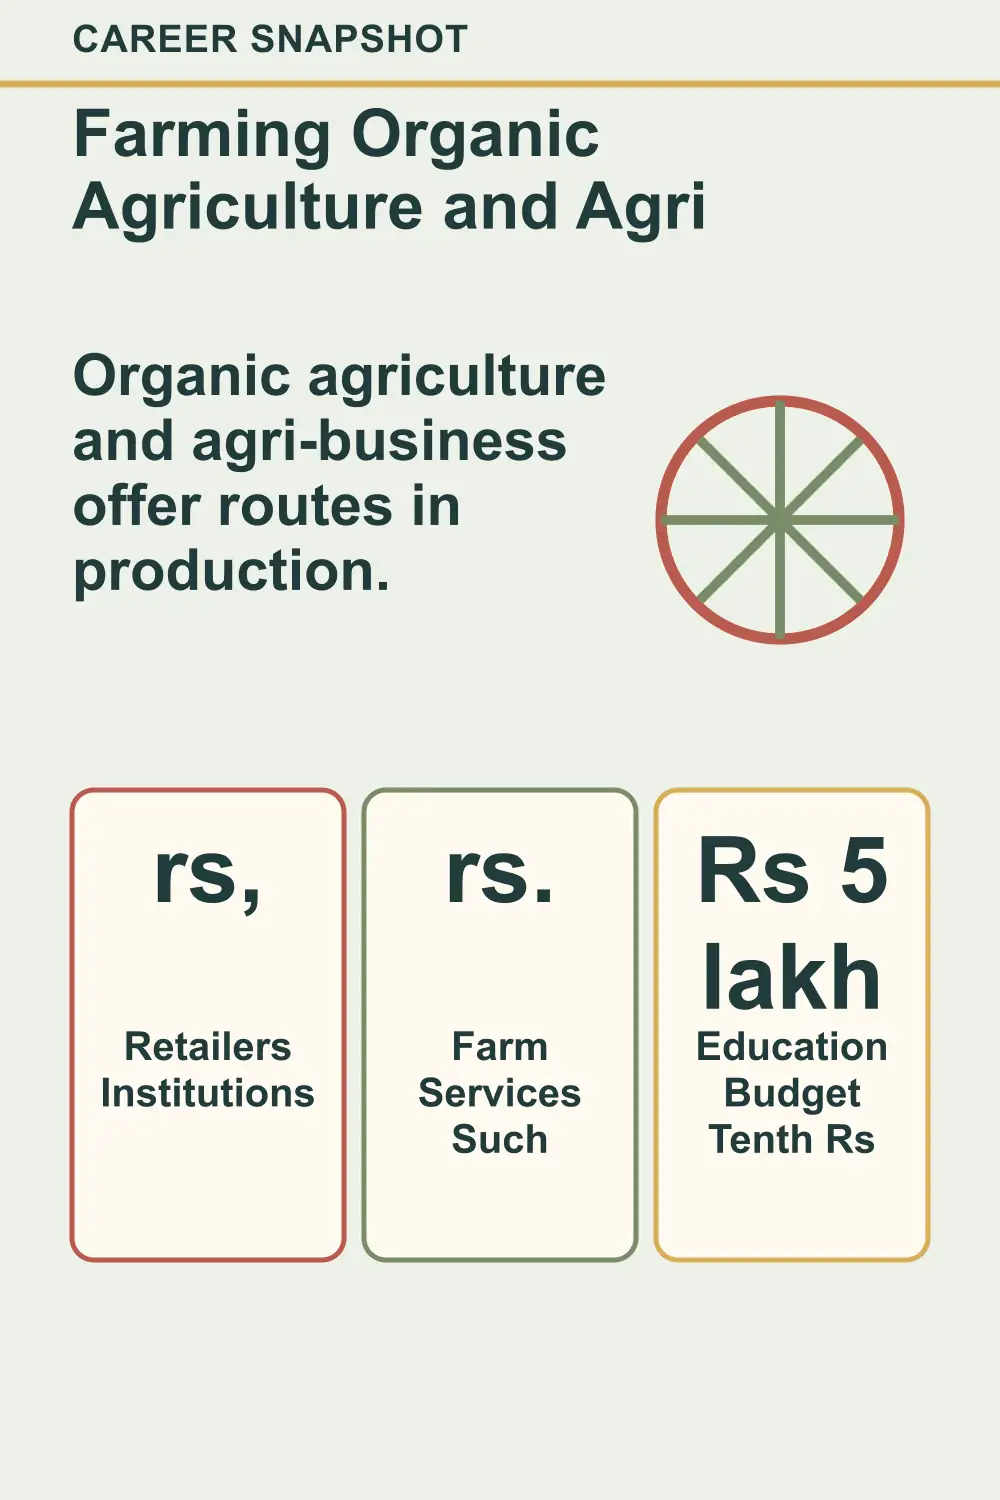 CAREER SNAPSHOT
Farming Organic
Agriculture and Agri
Organic agriculture
and agri-business
offer routes in
production.
rs,
Retailers
Institutions
rs.
Farm
Services
Such
Rs 5
lakh
Education
Budget
Tenth Rs